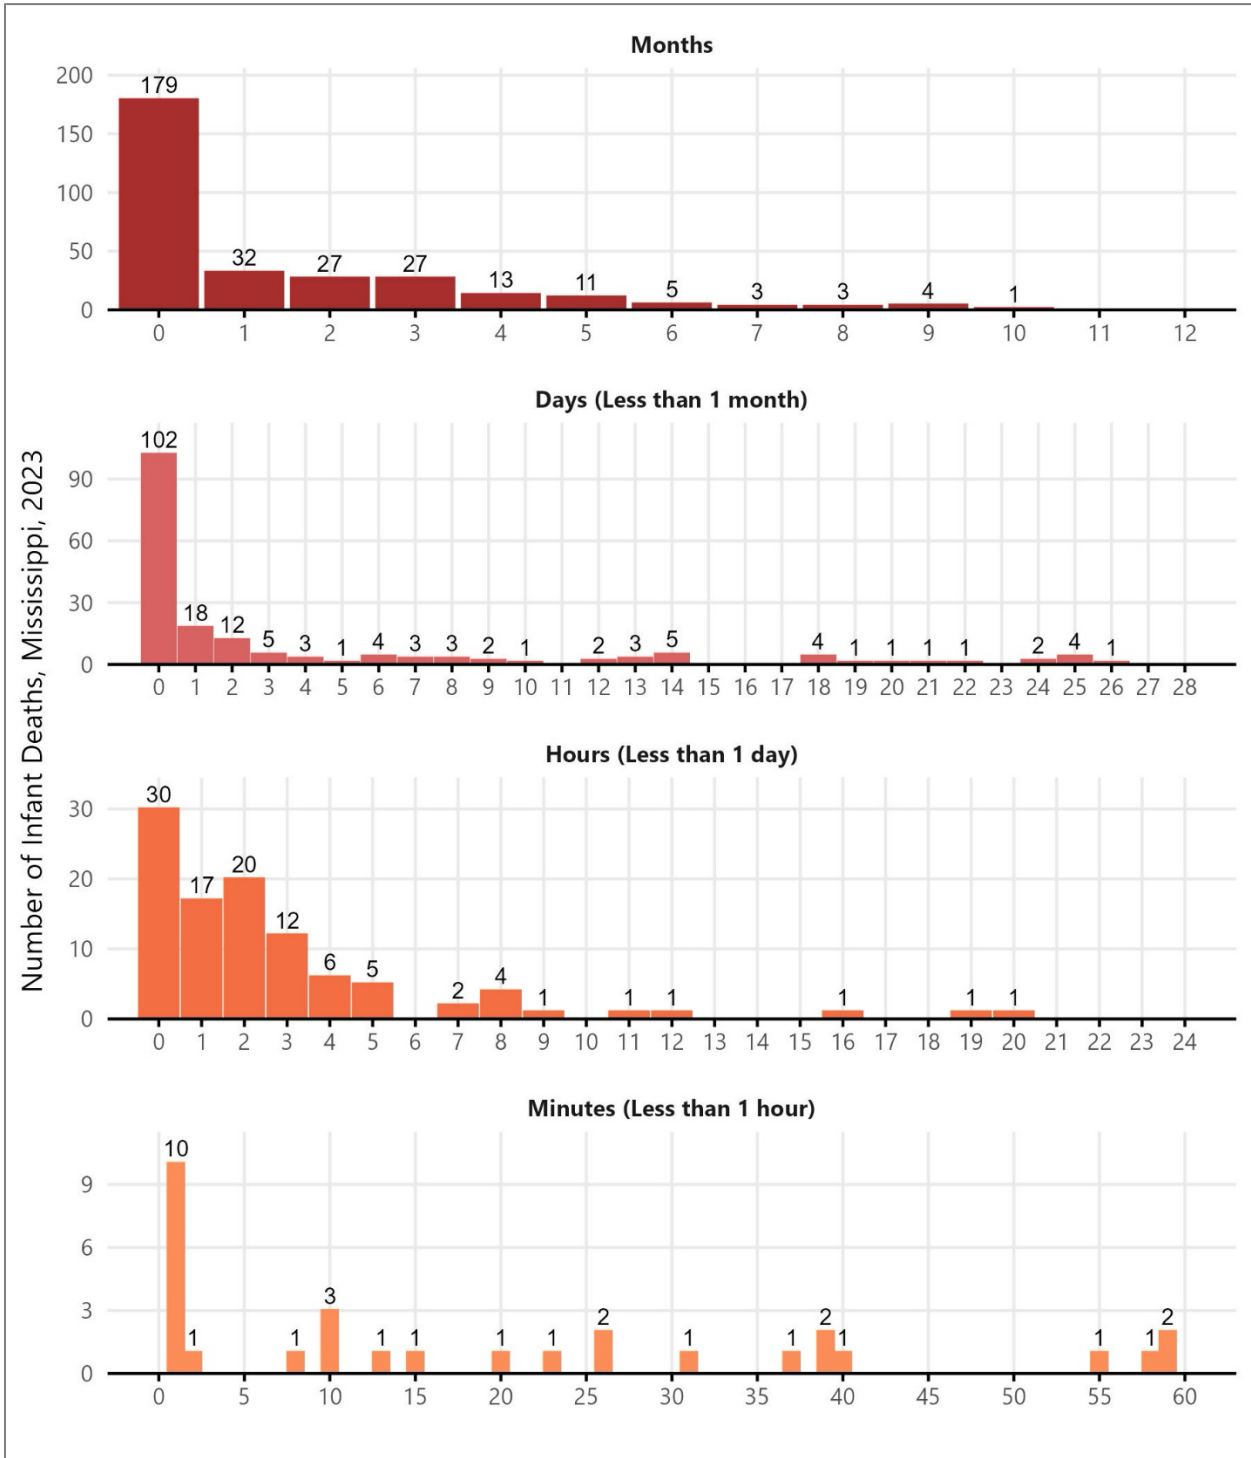 Number of Infant Deaths, Mississippi, 2023
Months
200
150
100
50
0
179 32 27 27 13 11 5 3 3 4 1
0 1 2 3 4 5 6 7 8 9 10 11 12
Days (Less than 1 month)
90
60
30
0
102 18 12 5 3 1 4 3 3 2 1 2 3 5 4 1 1 1 1 2 4 1
0 1 2 3 4 5 6 7 8 9 10 11 12 13 14 15 16 17 18 19 20 21 22 23 24 25 26 27 28
Hours (Less than 1 day)
30
20
10
0
30 17 20 12 6 5 2 4 1 1 1 1 1 1
0 1 2 3 4 5 6 7 8 9 10 11 12 13 14 15 16 17 18 19 20 21 22 23 24
Minutes (Less than 1 hour)
9
6
3
0
10 1 1 3 1 1 1 1 2 1 1 2 1 1 1 2
0 5 10 15 20 25 30 35 40 45 50 55 60